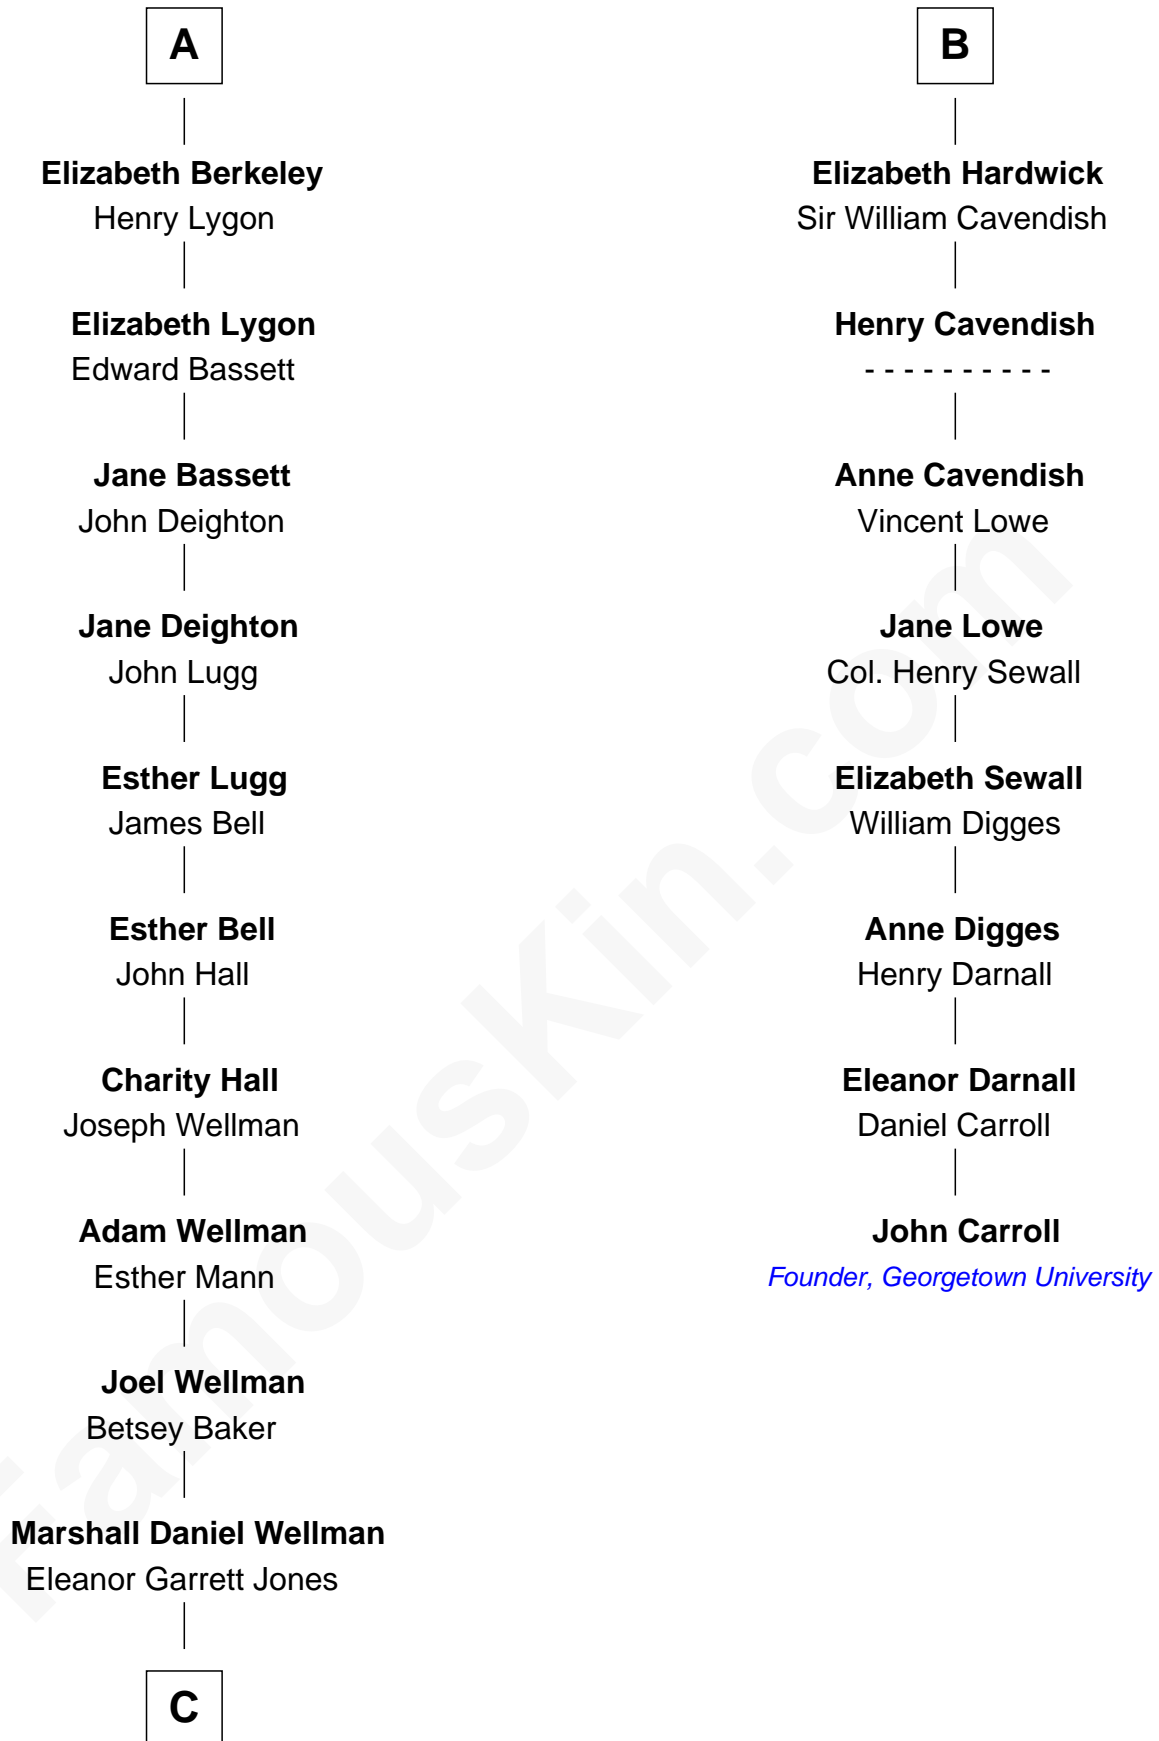 A
Elizabeth Berkeley
Henry Lygon
Elizabeth Lygon
Edward Bassett
Jane Bassett
John Deighton
Jane Deighton
John Lugg
Esther Lugg
James Bell
Esther Bell
John Hall
Charity Hall
Joseph Wellman
Adam Wellman
Esther Mann
Joel Wellman
Betsey Baker
Marshall Daniel Wellman
Eleanor Garrett Jones
C
B
Elizabeth Hardwick
Sir William Cavendish
Henry Cavendish
- - - - - - - - - -
Anne Cavendish
Vincent Lowe
Jane Lowe
Col. Henry Sewall
Elizabeth Sewall
William Digges
Anne Digges
Henry Darnall
Eleanor Darnall
Daniel Carroll
John Carroll
Founder, Georgetown University
FamousKin.com